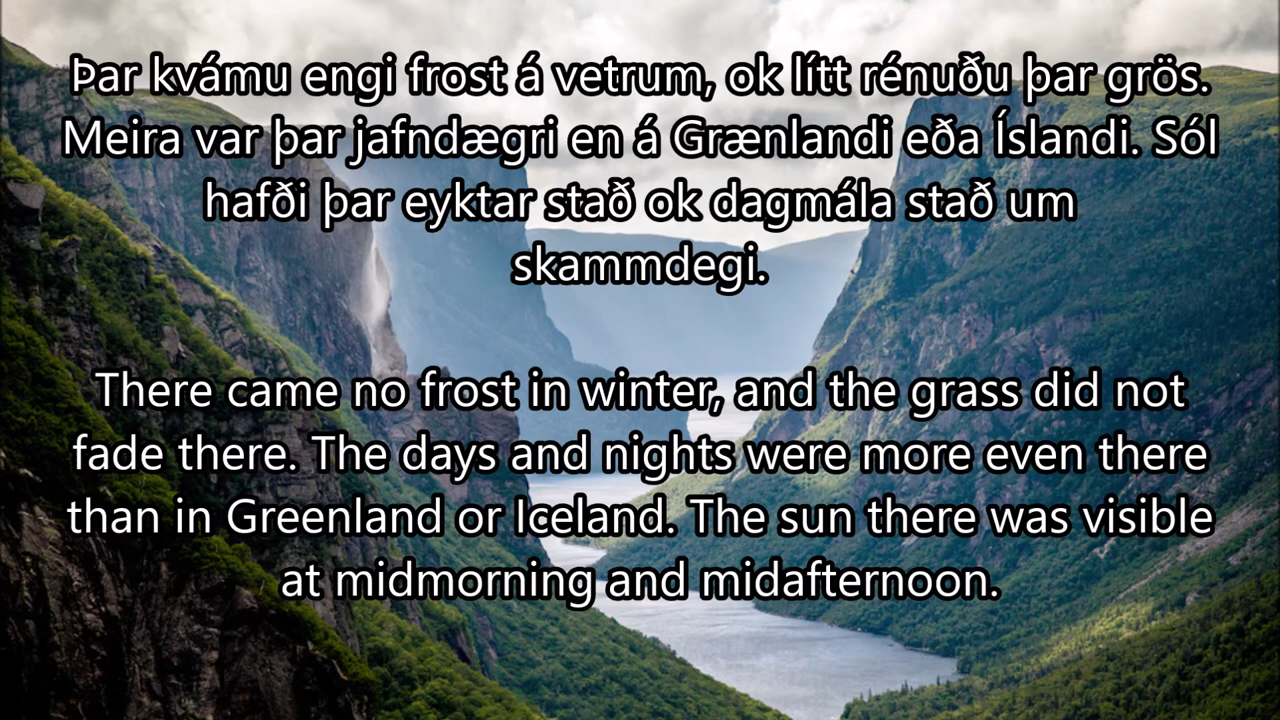 Þar kvámu engi frost á vetrum, ok lítt rénuðu þar grös.
Meira var þar jafndægri en á Grænlandi eða Íslandi. Sól
hafði þar eyktar stað ok dagmála stað um
skammdegi.
There came no frost in winter, and the grass did not
fade there. The days and nights were more even there
than in Greenland or Iceland. The sun there was visible
at midmorning and midafternoon.